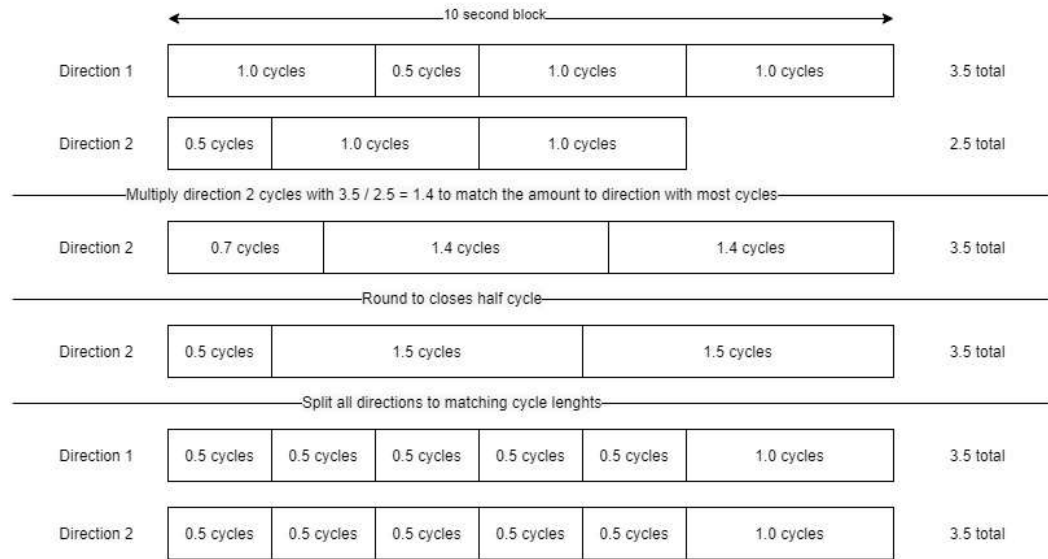 10 second block
Direction 1 1.0 cycles 0.5 cycles 1.0 cycles 1.0 cycles 3.5 total
Direction 2 0.5 cycles 1.0 cycles 1.0 cycles 2.5 total
Multiply direction 2 cycles with 3.5 / 2.5 = 1.4 to match the amount to direction with most cycles
Direction 2 0.7 cycles 1.4 cycles 1.4 cycles 3.5 total
Round to closes half cycle
Direction 2 0.5 cycles 1.5 cycles 1.5 cycles 3.5 total
Split all directions to matching cycle lenghts
Direction 1 0.5 cycles 0.5 cycles 0.5 cycles 0.5 cycles 0.5 cycles 1.0 cycles 3.5 total
Direction 2 0.5 cycles 0.5 cycles 0.5 cycles 0.5 cycles 0.5 cycles 1.0 cycles 3.5 total